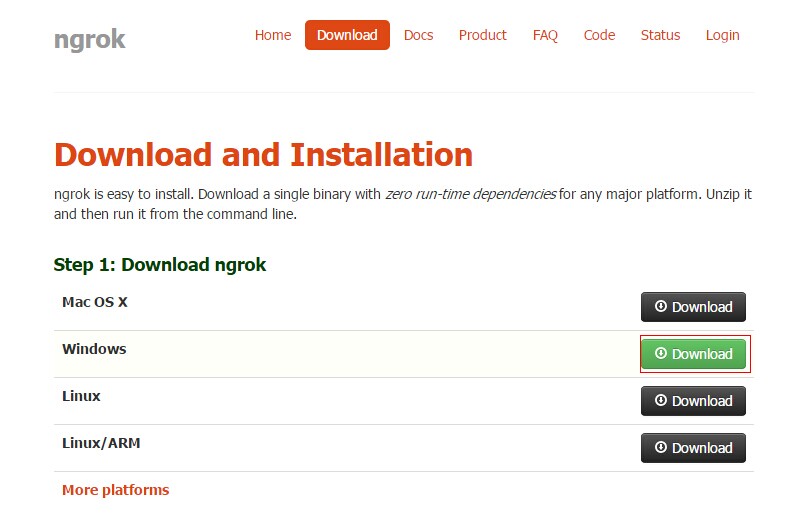 ngrok
Home Download Docs Product FAQ Code Status Login
Download and Installation
ngrok is easy to install. Download a single binary with zero run-time dependencies for any major platform. Unzip it
and then run it from the command line.
Step 1: Download ngrok
Mac OS X Download
Windows Download
Linux Download
Linux/ARM Download
More platforms